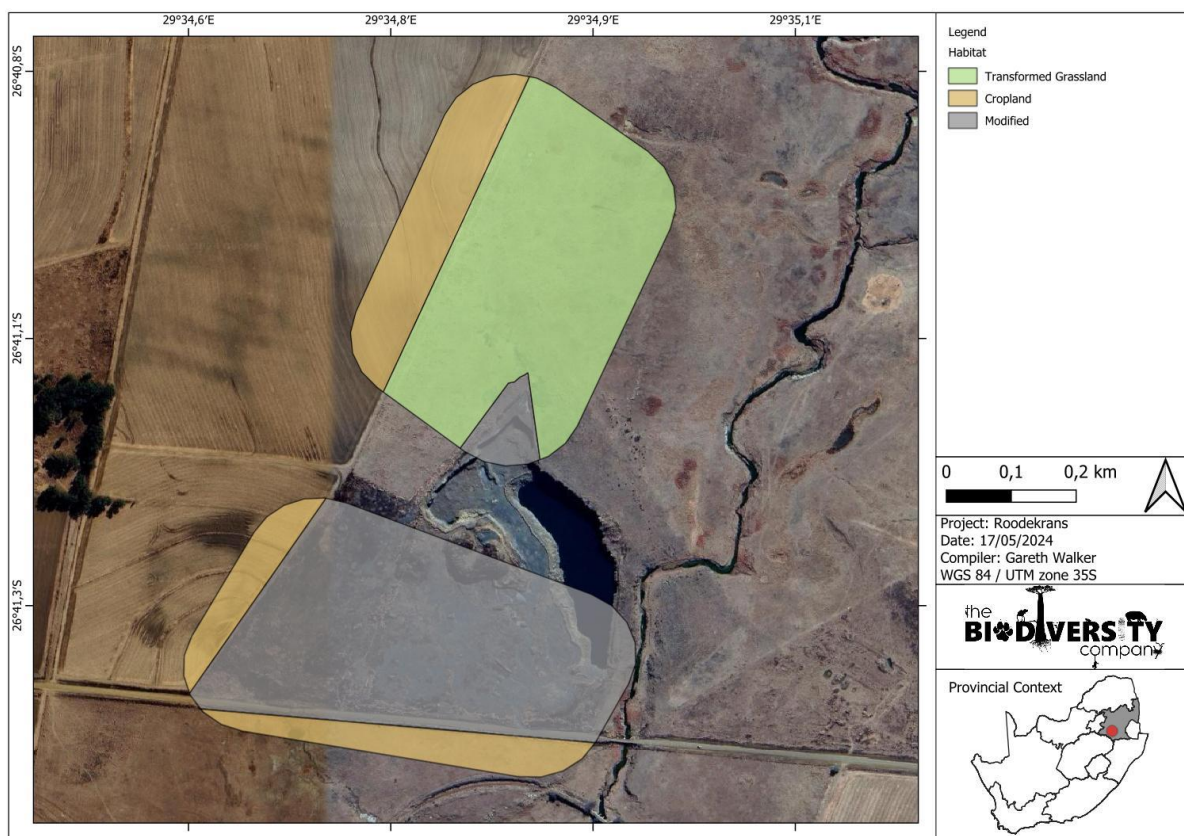 29°34,6'E
29°34,8'E
29°34,9'E
29°35,1'E
26°40,8'S
26°41,1'S
26°41,3'S
Legend
Habitat
Transformed Grassland
Cropland
Modified
0 0,1 0,2 km
Project: Roodekrans
Date: 17/05/2024
Compiler: Gareth Walker
WGS 84 / UTM zone 35S
the
BIODIVERSITY
company
Provincial Context